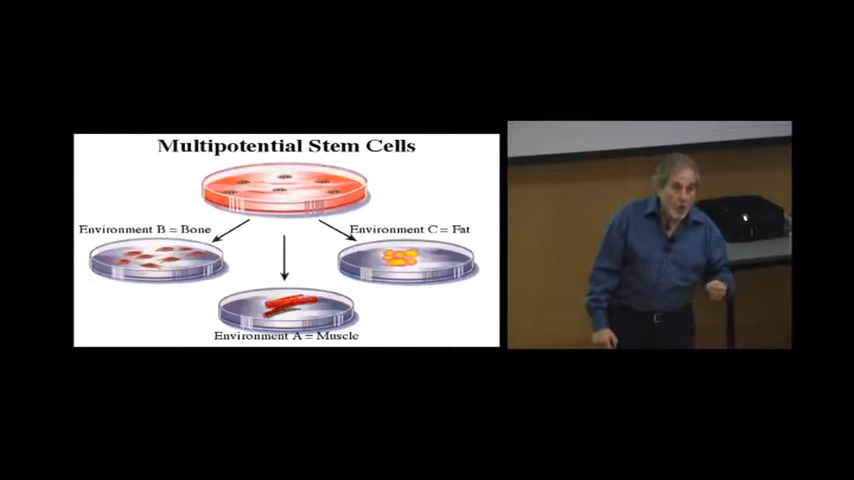 Multipotential Stem Cells
Environment B = Bone
Environment C = Fat
Environment A = Muscle